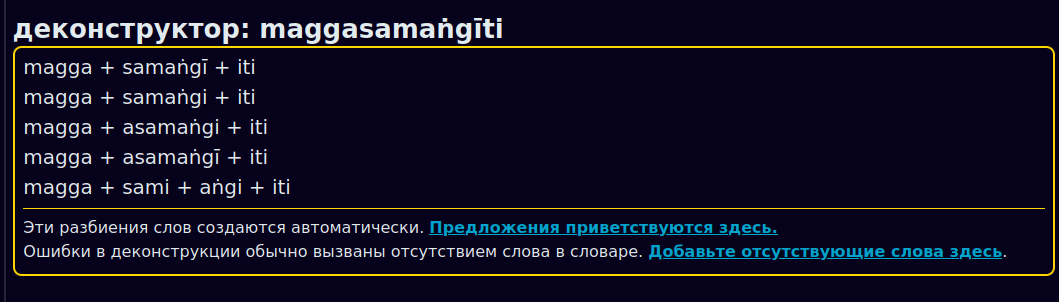 деконструктор: maggasamaṅgīti
magga + samaṅgī + iti
magga + samaṅgi + iti
magga + asamaṅgi + iti
magga + asamaṅgī + iti
magga + sami + aṅgi + iti
Эти разбиения слов создаются автоматически. Предложения приветствуются здесь.
Ошибки в деконструкции обычно вызваны отсутствием слова в словаре. Добавьте отсутствующие слова здесь.